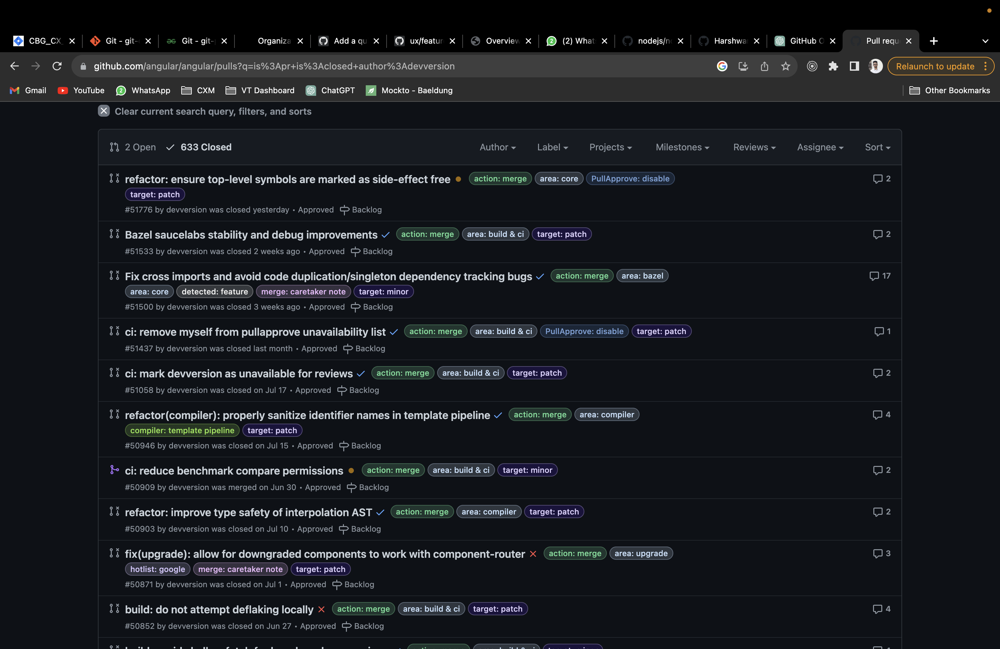 CBG_CX_ Git - git- Git - git- Organiza Add a qu ux/featur Overview (2) What nodejs/n Harshwa GitHub Pull requ
github.com/angular/angular/pulls?q=is%3Apr+is%3Aclosed+author%3Adevversion Relaunch to update
Gmail YouTube 2 WhatsApp CXM VT Dashboard ChatGPT Mockto - Baeldung Other Bookmarks
Clear current search query, filters, and sorts
2 Open 633 Closed Author Label Projects Milestones Reviews Assignee Sort
refactor: ensure top-level symbols are marked as side-effect free action: merge area: core PullApprove: disable 2
target: patch
#51776 by devversion was closed yesterday • Approved Backlog
Bazel saucelabs stability and debug improvements action: merge area: build & ci target: patch 2
#51533 by devversion was closed 2 weeks ago • Approved Backlog
Fix cross imports and avoid code duplication/singleton dependency tracking bugs action: merge area: bazel 17
area: core detected: feature merge: caretaker note target: minor
#51500 by devversion was closed 3 weeks ago • Approved Backlog
ci: remove myself from pullapprove unavailability list action: merge area: build & ci PullApprove: disable target: patch 1
#51437 by devversion was closed last month • Approved Backlog
ci: mark devversion as unavailable for reviews action: merge area: build & ci target: patch 2
#51058 by devversion was closed on Jul 17 • Approved Backlog
refactor(compiler): properly sanitize identifier names in template pipeline action: merge area: compiler 4
compiler: template pipeline target: patch
#50946 by devversion was closed on Jul 15 • Approved Backlog
ci: reduce benchmark compare permissions action: merge area: build & ci target: minor 2
#50909 by devversion was merged on Jun 30 • Approved Backlog
refactor: improve type safety of interpolation AST action: merge area: compiler target: patch 2
#50903 by devversion was closed on Jul 10 • Approved Backlog
fix(upgrade): allow for downgraded components to work with component-router action: merge area: upgrade 3
hotlist: google merge: caretaker note target: patch
#50871 by devversion was closed on Jul 1 • Approved Backlog
build: do not attempt deflaking locally action: merge area: build & ci target: patch 4
#50852 by devversion was closed on Jun 27 • Approved Backlog